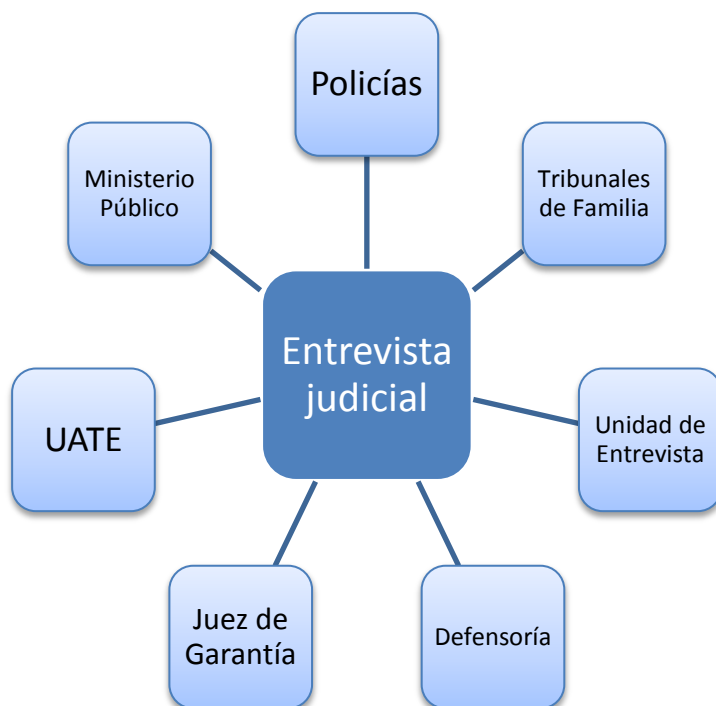 Policías
Ministerio
Público
Tribunales
de Familia
Entrevista
judicial
UATE
Unidad de
Entrevista
Juez de
Garantía
Defensoría